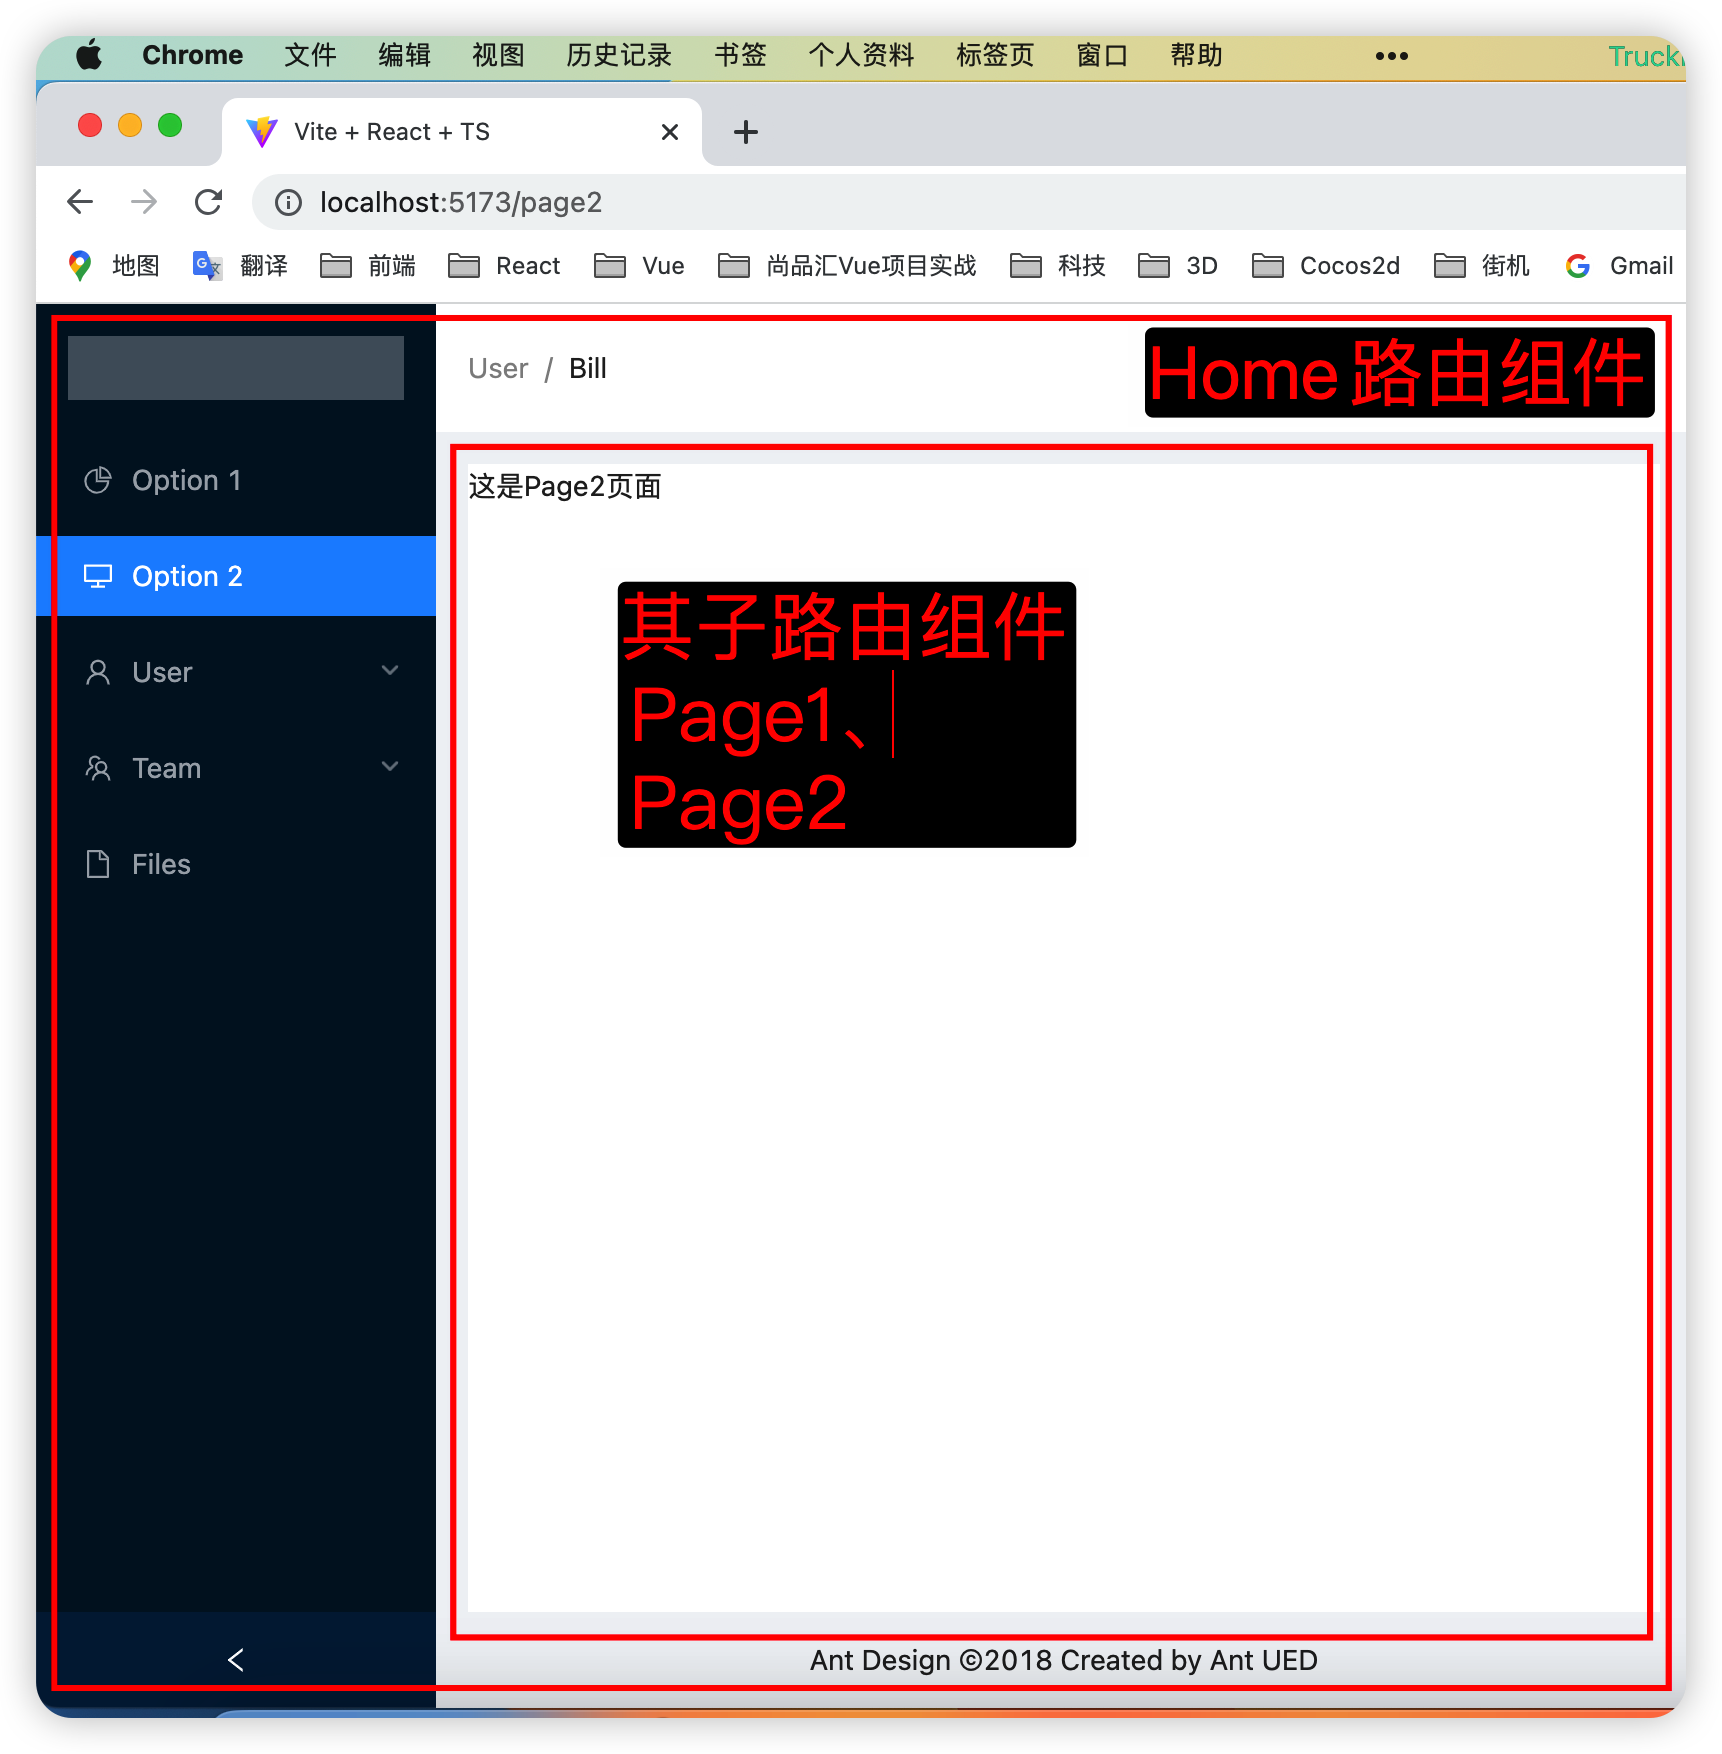 Chrome 文件 编辑 视图 历史记录 书签 个人资料 标签页 窗口 帮助 •••
Vite + React + TS
localhost:5173/page2
地图 翻译 前端 React Vue 尚品汇Vue项目实战 科技 3D Cocos2d 街机 Gmail
User / Bill
Home路由组件
Option 1
Option 2
User
Team
Files
这是Page2页面
其子路由组件
Page1、
Page2
Ant Design ©2018 Created by Ant UED